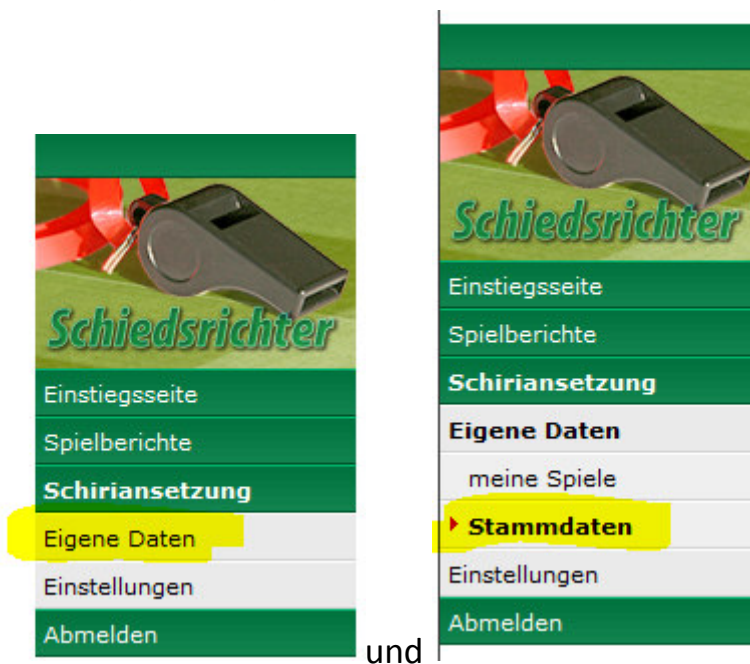 Schiedsrichter
Einstiegsseite
Spielberichte
Schiriansetzung
Eigene Daten
Einstellungen
Abmelden
und
Schiedsrichter
Einstiegsseite
Spielberichte
Schiriansetzung
Eigene Daten
meine Spiele
Stammdaten
Einstellungen
Abmelden